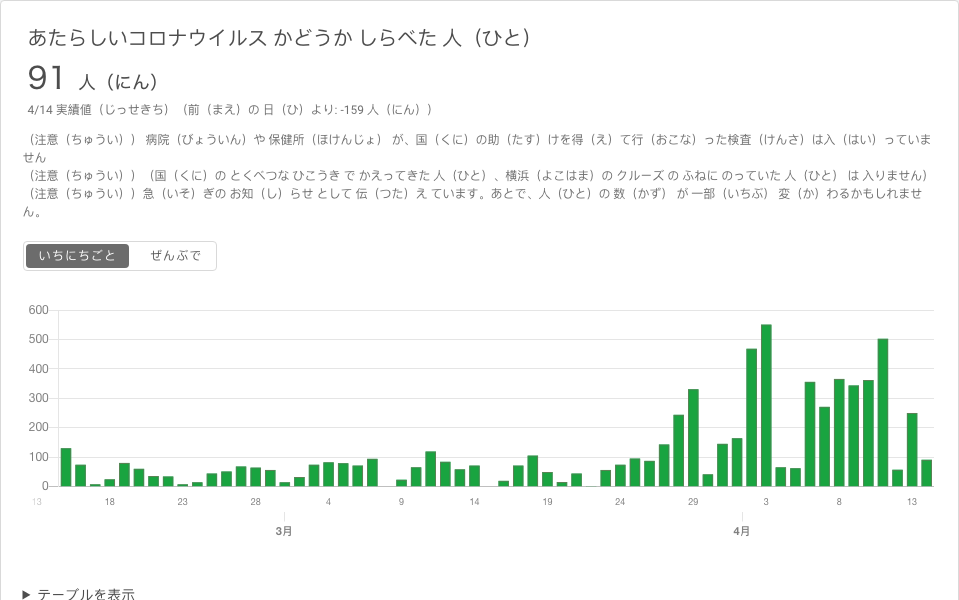 あたらしいコロナウイルス かどうか しらべた 人（ひと）
91 人（にん）
4/14 実績値（じっせきち）（前（まえ）の 日（ひ）より: -159 人（にん））
（注意（ちゅうい）） 病院（びょういん）や 保健所（ほけんじょ） が、国（くに）の助（たす）けを得（え）て行（おこな）った検査（けんさ）は入（はい）っていま
せん
（注意（ちゅうい））（国（くに）の とくべつな ひこうき で かえってきた 人（ひと）、横浜（よこはま）の クルーズ の ふねに のっていた 人（ひと） は 入りません）
（注意（ちゅうい））急（いそ）ぎの お知（し）らせ として 伝（つた）え ています。あとで、人（ひと）の 数（かず） が 一部（いちぶ） 変（か）わるかもしれませ
ん。
いちにちごと ぜんぶで
600
500
400
300
200
100
0
13 18 23 28 4 9 14 19 24 29 3 8 13
3月 4月
▶ テーブルを表示